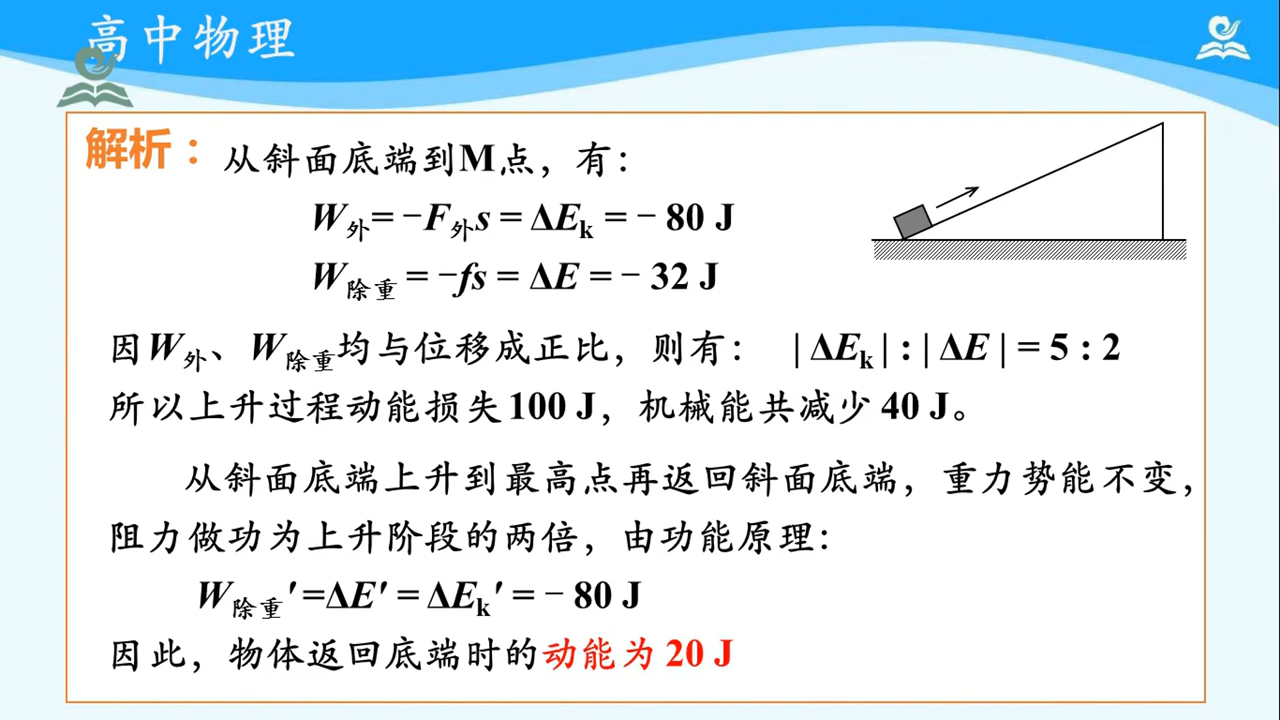 高中物理
解析：从斜面底端到M点，有：
W外= －F外s = ΔEk = － 80 J
W除重 = －fs = ΔE = － 32 J
因W外、W除重均与位移成正比，则有： | ΔEk | : | ΔE | = 5 : 2
所以上升过程动能损失100 J，机械能共减少 40 J。
从斜面底端上升到最高点再返回斜面底端，重力势能不变，
阻力做功为上升阶段的两倍，由功能原理：
W除重′ =ΔE′ = ΔEk′ = － 80 J
因此，物体返回底端时的动能为 20 J